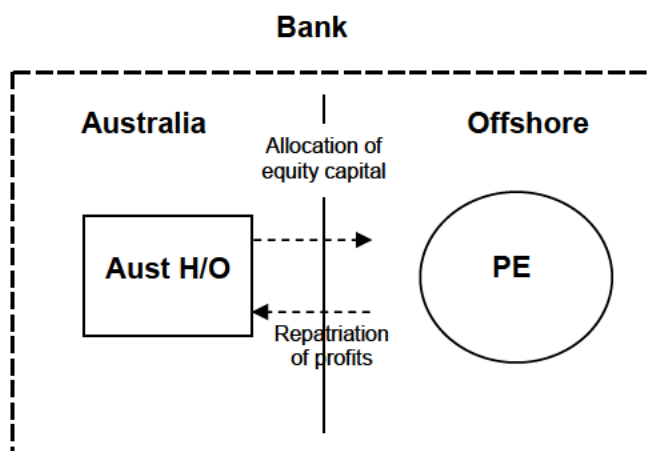 Bank
Australia
Offshore
Allocation of
equity capital
Aust H/O
PE
Repatriation
of profits